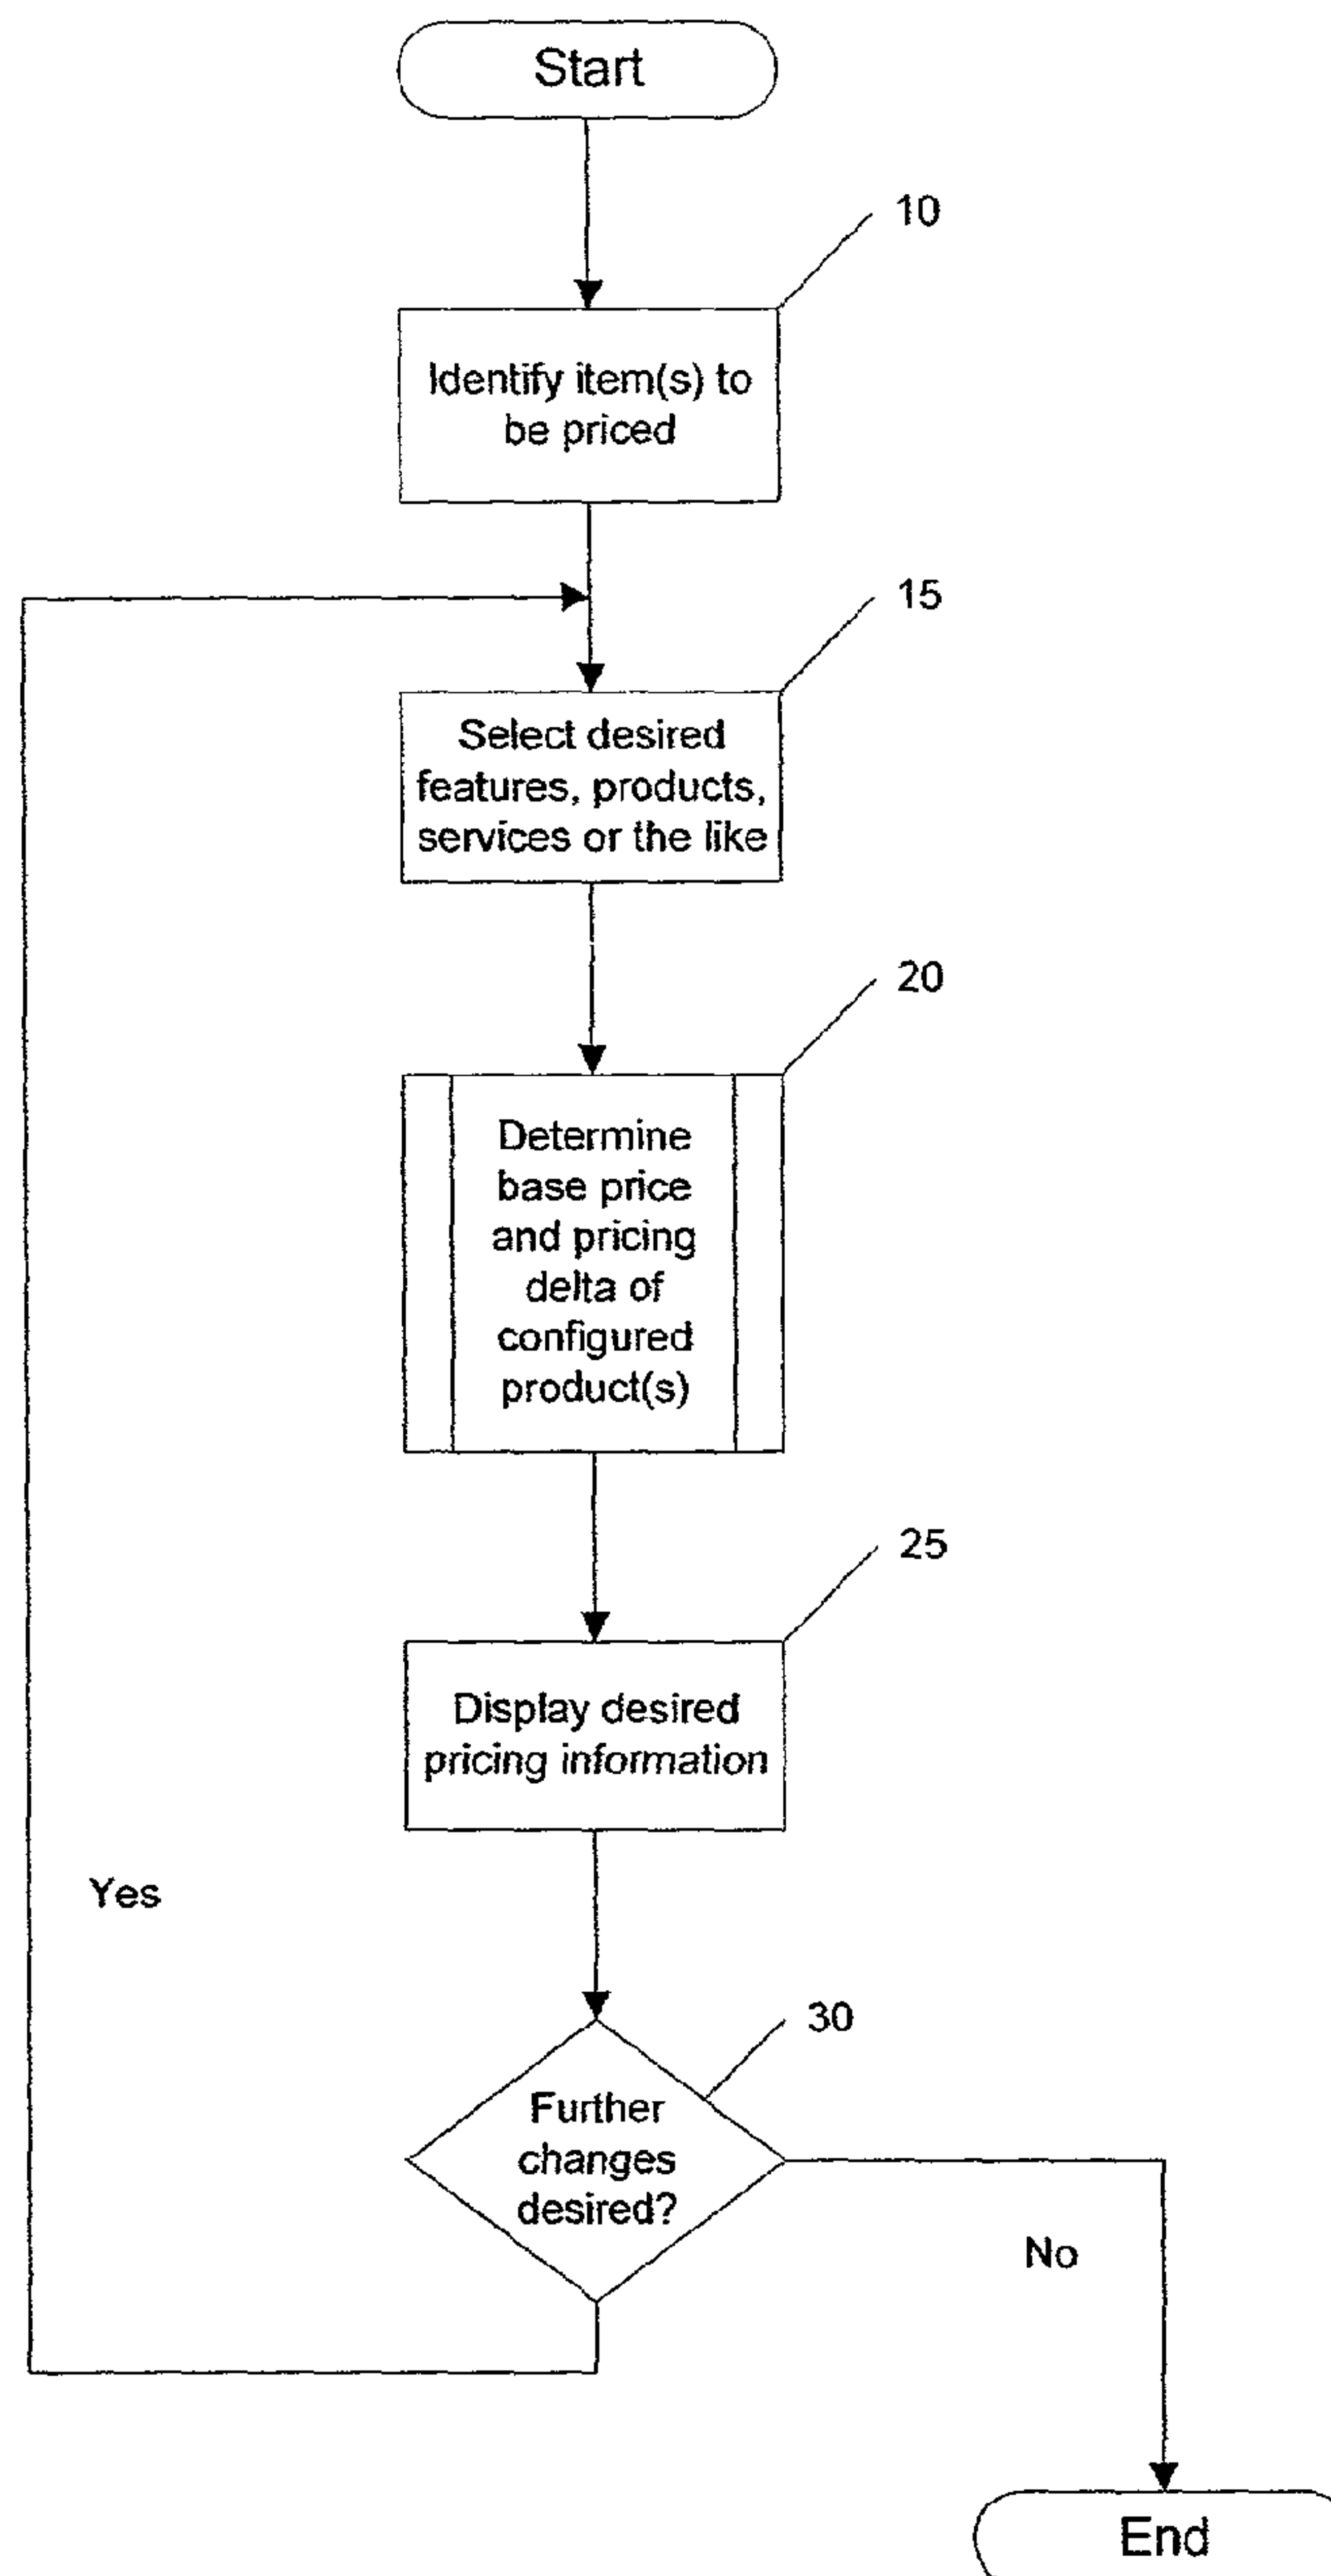 Start
10
Identify item(s) to
be priced
15
Select desired
features, products,
services or the like
20
Determine
base price
and pricing
delta of
configured
product(s)
25
Display desired
pricing information
Yes
30
Further
changes
desired?
No
End